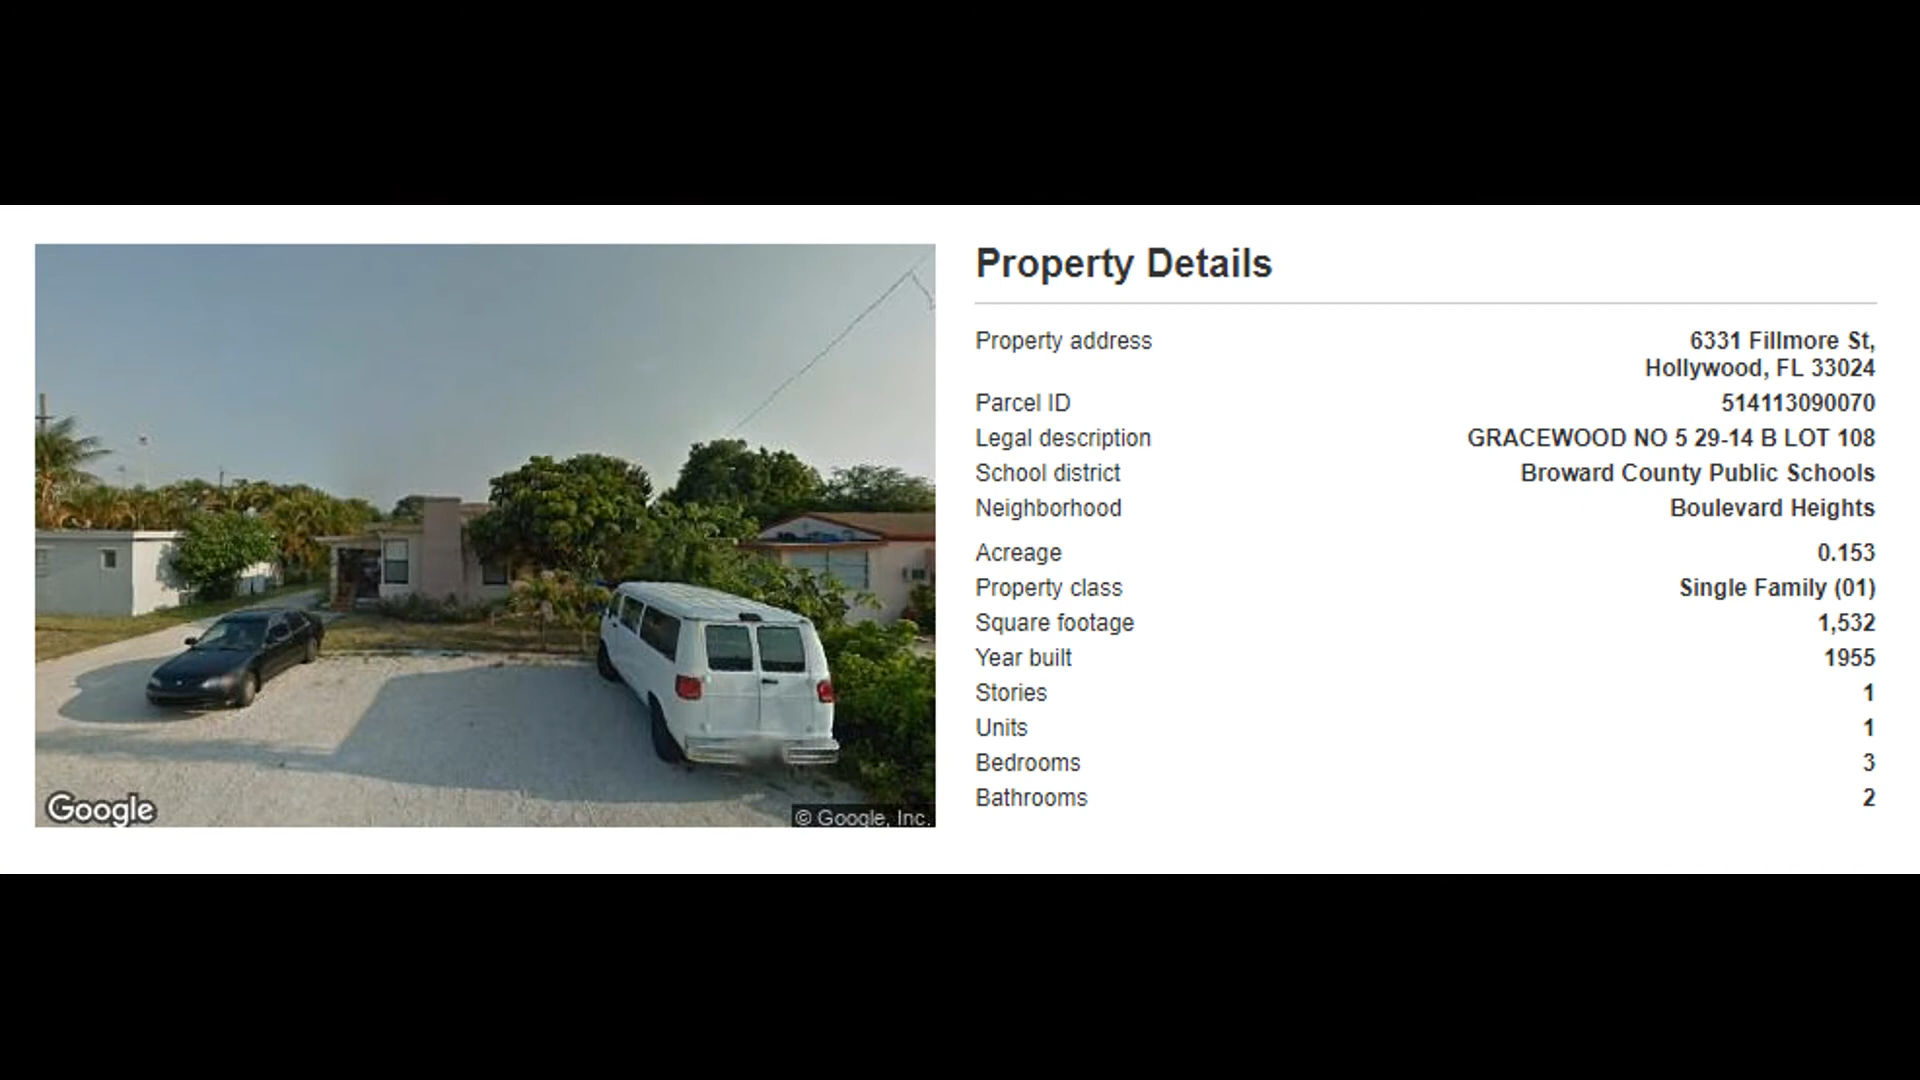 Property Details
Property address 6331 Fillmore St,
Hollywood, FL 33024
Parcel ID 514113090070
Legal description GRACEWOOD NO 5 29-14 B LOT 108
School district Broward County Public Schools
Neighborhood Boulevard Heights
Acreage 0.153
Property class Single Family (01)
Square footage 1,532
Year built 1955
Stories 1
Units 1
Bedrooms 3
Bathrooms 2
Google
© Google, Inc.